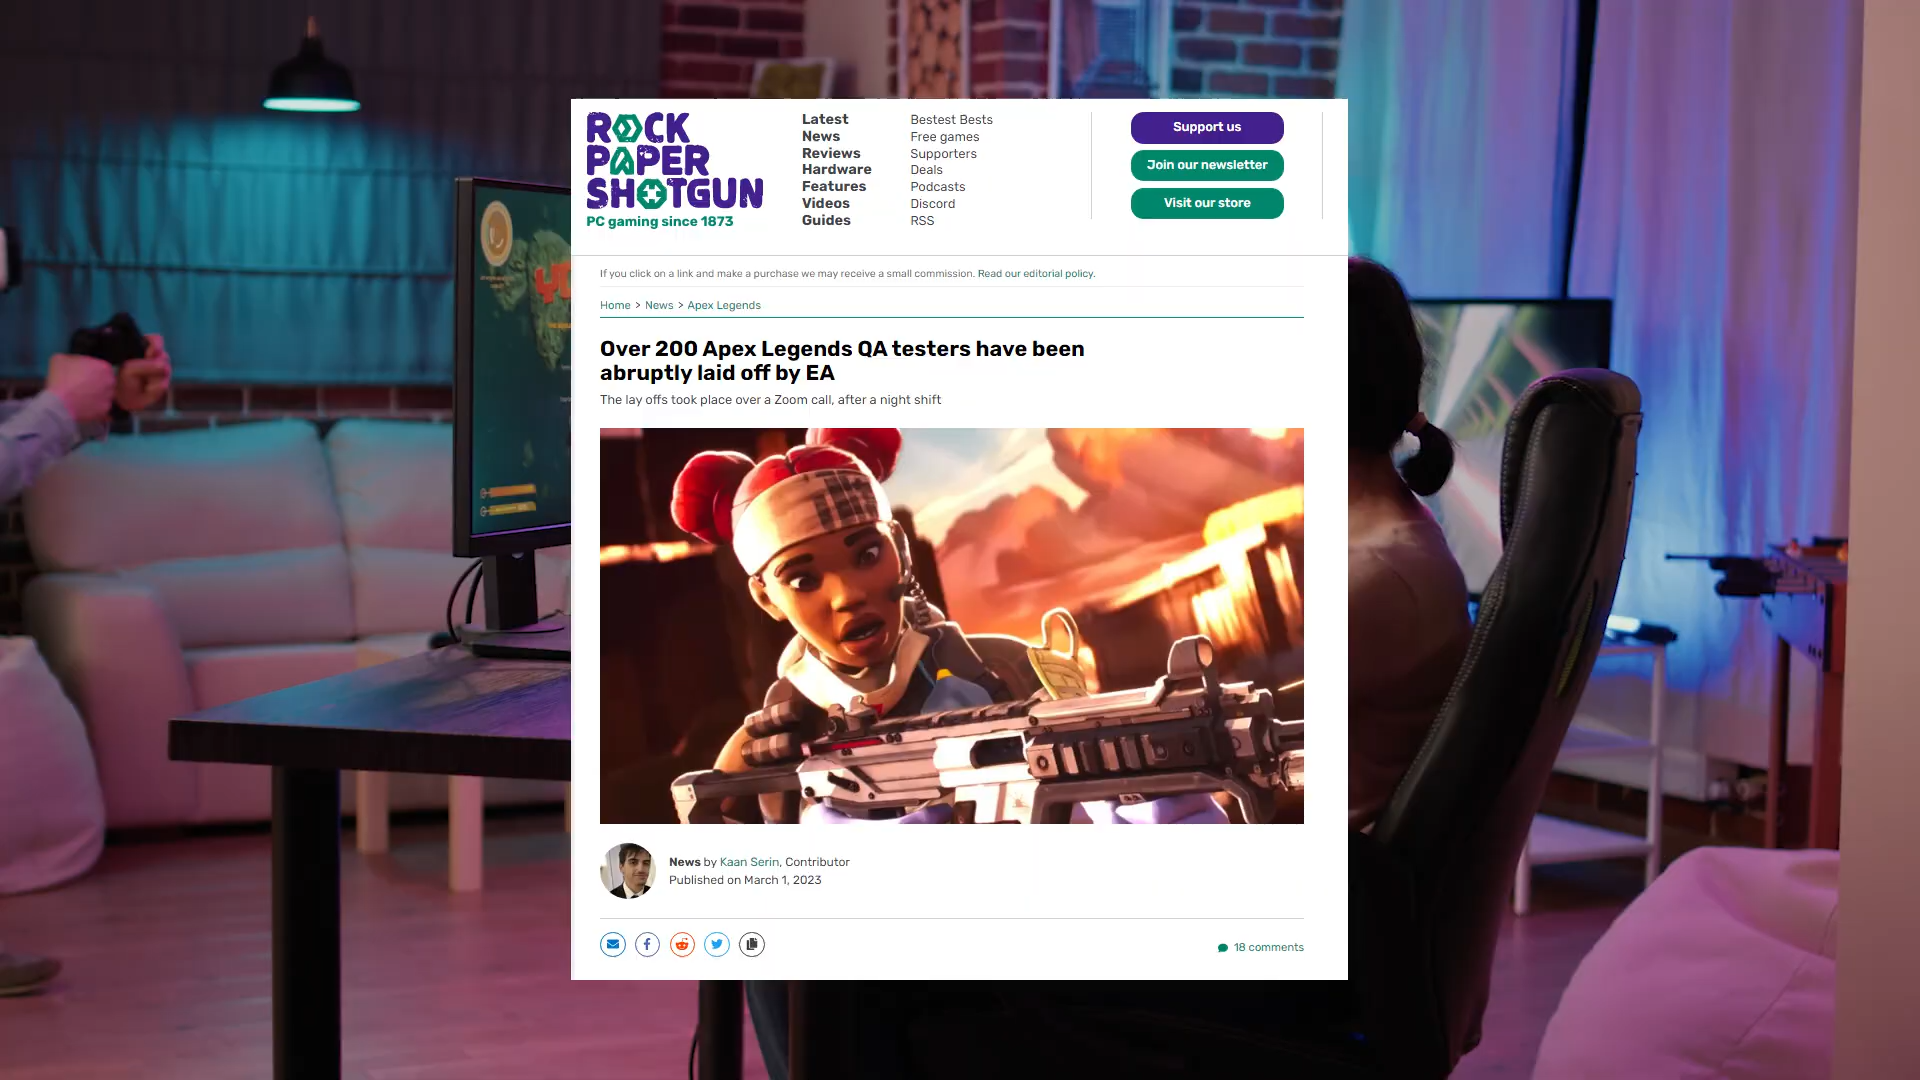 ROCK
PAPER
SHOTGUN
PC gaming since 1873
Latest
News
Reviews
Hardware
Features
Videos
Guides
Bestest Bests
Free games
Supporters
Deals
Podcasts
Discord
RSS
Support us
Join our newsletter
Visit our store
If you click on a link and make a purchase we may receive a small commission. Read our editorial policy.
Home > News > Apex Legends
Over 200 Apex Legends QA testers have been
abruptly laid off by EA
The lay offs took place over a Zoom call, after a night shift
News by Kaan Serin, Contributor
Published on March 1, 2023
18 comments